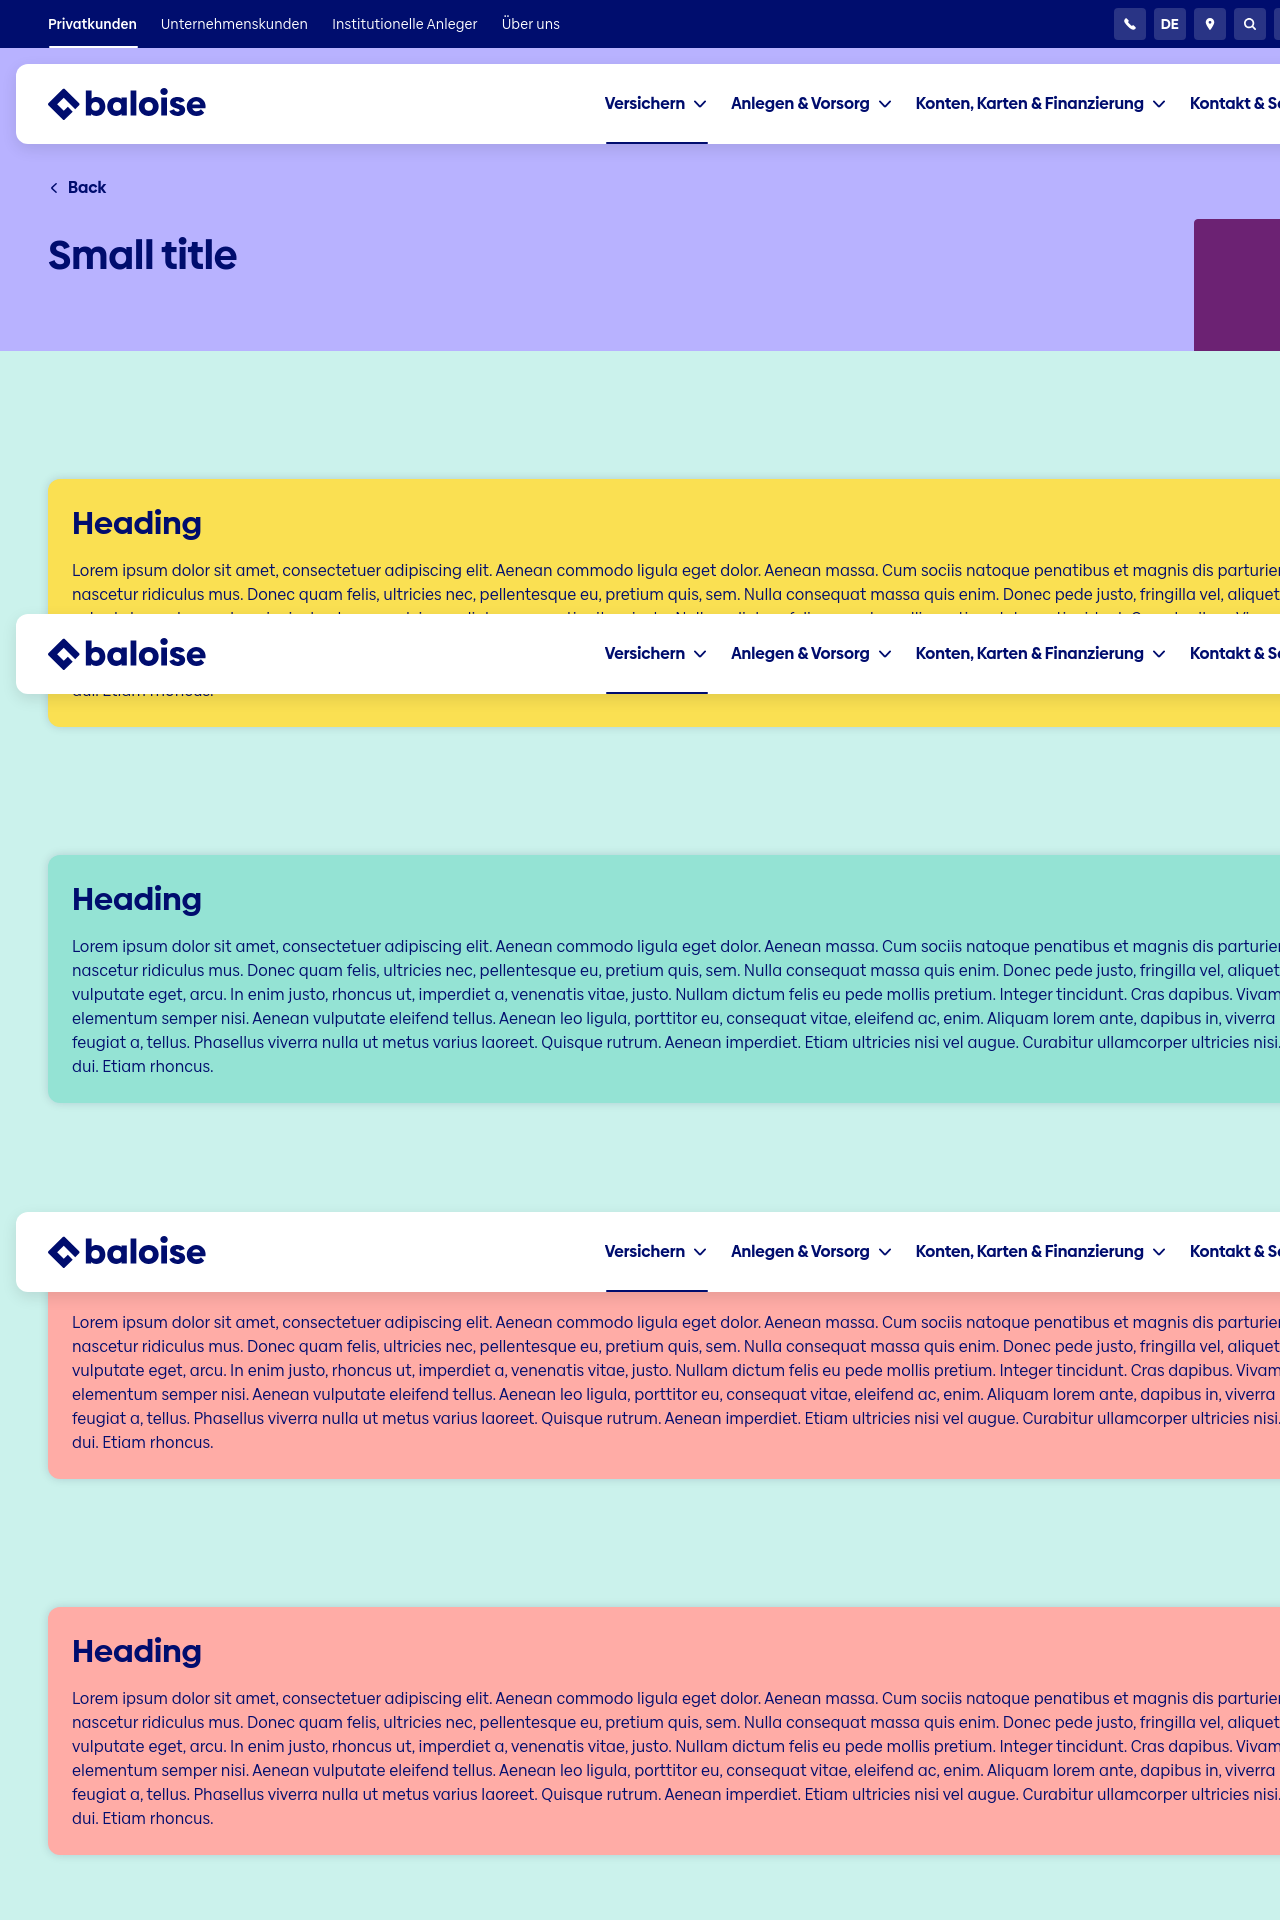 Privatkunden Unternehmenskunden Institutionelle Anleger Über uns DE
baloise Versichern Anlegen & Vorsorg Konten, Karten & Finanzierung Kontakt & Se
Back
Small title
Heading
Lorem ipsum dolor sit amet, consectetuer adipiscing elit. Aenean commodo ligula eget dolor. Aenean massa. Cum sociis natoque penatibus et magnis dis parturien
nascetur ridiculus mus. Donec quam felis, ultricies nec, pellentesque eu, pretium quis, sem. Nulla consequat massa quis enim. Donec pede justo, fringilla vel, aliquet
baloise Versichern Anlegen & Vorsorg Konten, Karten & Finanzierung Kontakt & Se
dui. Etiam rhoncus.
Heading
Lorem ipsum dolor sit amet, consectetuer adipiscing elit. Aenean commodo ligula eget dolor. Aenean massa. Cum sociis natoque penatibus et magnis dis parturien
nascetur ridiculus mus. Donec quam felis, ultricies nec, pellentesque eu, pretium quis, sem. Nulla consequat massa quis enim. Donec pede justo, fringilla vel, aliquet
vulputate eget, arcu. In enim justo, rhoncus ut, imperdiet a, venenatis vitae, justo. Nullam dictum felis eu pede mollis pretium. Integer tincidunt. Cras dapibus. Vivam
elementum semper nisi. Aenean vulputate eleifend tellus. Aenean leo ligula, porttitor eu, consequat vitae, eleifend ac, enim. Aliquam lorem ante, dapibus in, viverra
feugiat a, tellus. Phasellus viverra nulla ut metus varius laoreet. Quisque rutrum. Aenean imperdiet. Etiam ultricies nisi vel augue. Curabitur ullamcorper ultricies nisi.
dui. Etiam rhoncus.
baloise Versichern Anlegen & Vorsorg Konten, Karten & Finanzierung Kontakt & Se
Lorem ipsum dolor sit amet, consectetuer adipiscing elit. Aenean commodo ligula eget dolor. Aenean massa. Cum sociis natoque penatibus et magnis dis parturien
nascetur ridiculus mus. Donec quam felis, ultricies nec, pellentesque eu, pretium quis, sem. Nulla consequat massa quis enim. Donec pede justo, fringilla vel, aliquet
vulputate eget, arcu. In enim justo, rhoncus ut, imperdiet a, venenatis vitae, justo. Nullam dictum felis eu pede mollis pretium. Integer tincidunt. Cras dapibus. Vivam
elementum semper nisi. Aenean vulputate eleifend tellus. Aenean leo ligula, porttitor eu, consequat vitae, eleifend ac, enim. Aliquam lorem ante, dapibus in, viverra
feugiat a, tellus. Phasellus viverra nulla ut metus varius laoreet. Quisque rutrum. Aenean imperdiet. Etiam ultricies nisi vel augue. Curabitur ullamcorper ultricies nisi.
dui. Etiam rhoncus.
Heading
Lorem ipsum dolor sit amet, consectetuer adipiscing elit. Aenean commodo ligula eget dolor. Aenean massa. Cum sociis natoque penatibus et magnis dis parturien
nascetur ridiculus mus. Donec quam felis, ultricies nec, pellentesque eu, pretium quis, sem. Nulla consequat massa quis enim. Donec pede justo, fringilla vel, aliquet
vulputate eget, arcu. In enim justo, rhoncus ut, imperdiet a, venenatis vitae, justo. Nullam dictum felis eu pede mollis pretium. Integer tincidunt. Cras dapibus. Vivam
elementum semper nisi. Aenean vulputate eleifend tellus. Aenean leo ligula, porttitor eu, consequat vitae, eleifend ac, enim. Aliquam lorem ante, dapibus in, viverra
feugiat a, tellus. Phasellus viverra nulla ut metus varius laoreet. Quisque rutrum. Aenean imperdiet. Etiam ultricies nisi vel augue. Curabitur ullamcorper ultricies nisi.
dui. Etiam rhoncus.